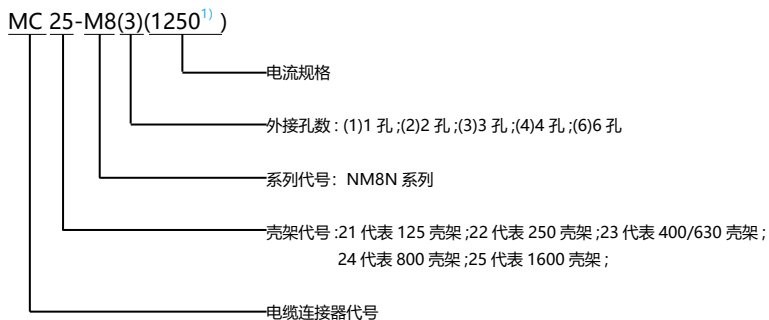 MC 25-M8(3)(1250¹⁾)
电流规格
外接孔数：(1)1 孔;(2)2 孔;(3)3 孔;(4)4 孔;(6)6 孔
系列代号：NM8N 系列
壳架代号:21 代表 125 壳架;22 代表 250 壳架;23 代表 400/630 壳架;
24 代表 800 壳架;25 代表 1600 壳架;
电缆连接器代号